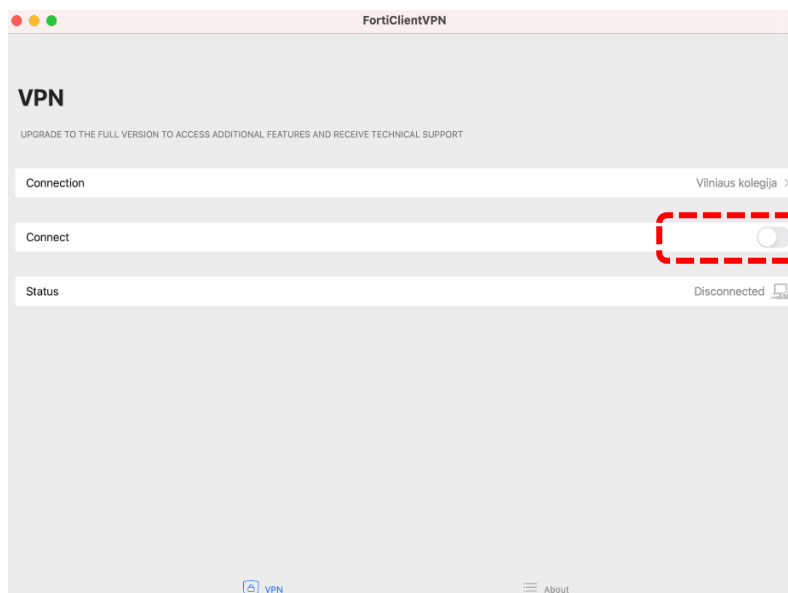 FortiClientVPN
VPN
UPGRADE TO THE FULL VERSION TO ACCESS ADDITIONAL FEATURES AND RECEIVE TECHNICAL SUPPORT
Connection Vilniaus kolegija
Connect
Status Disconnected
VPN About